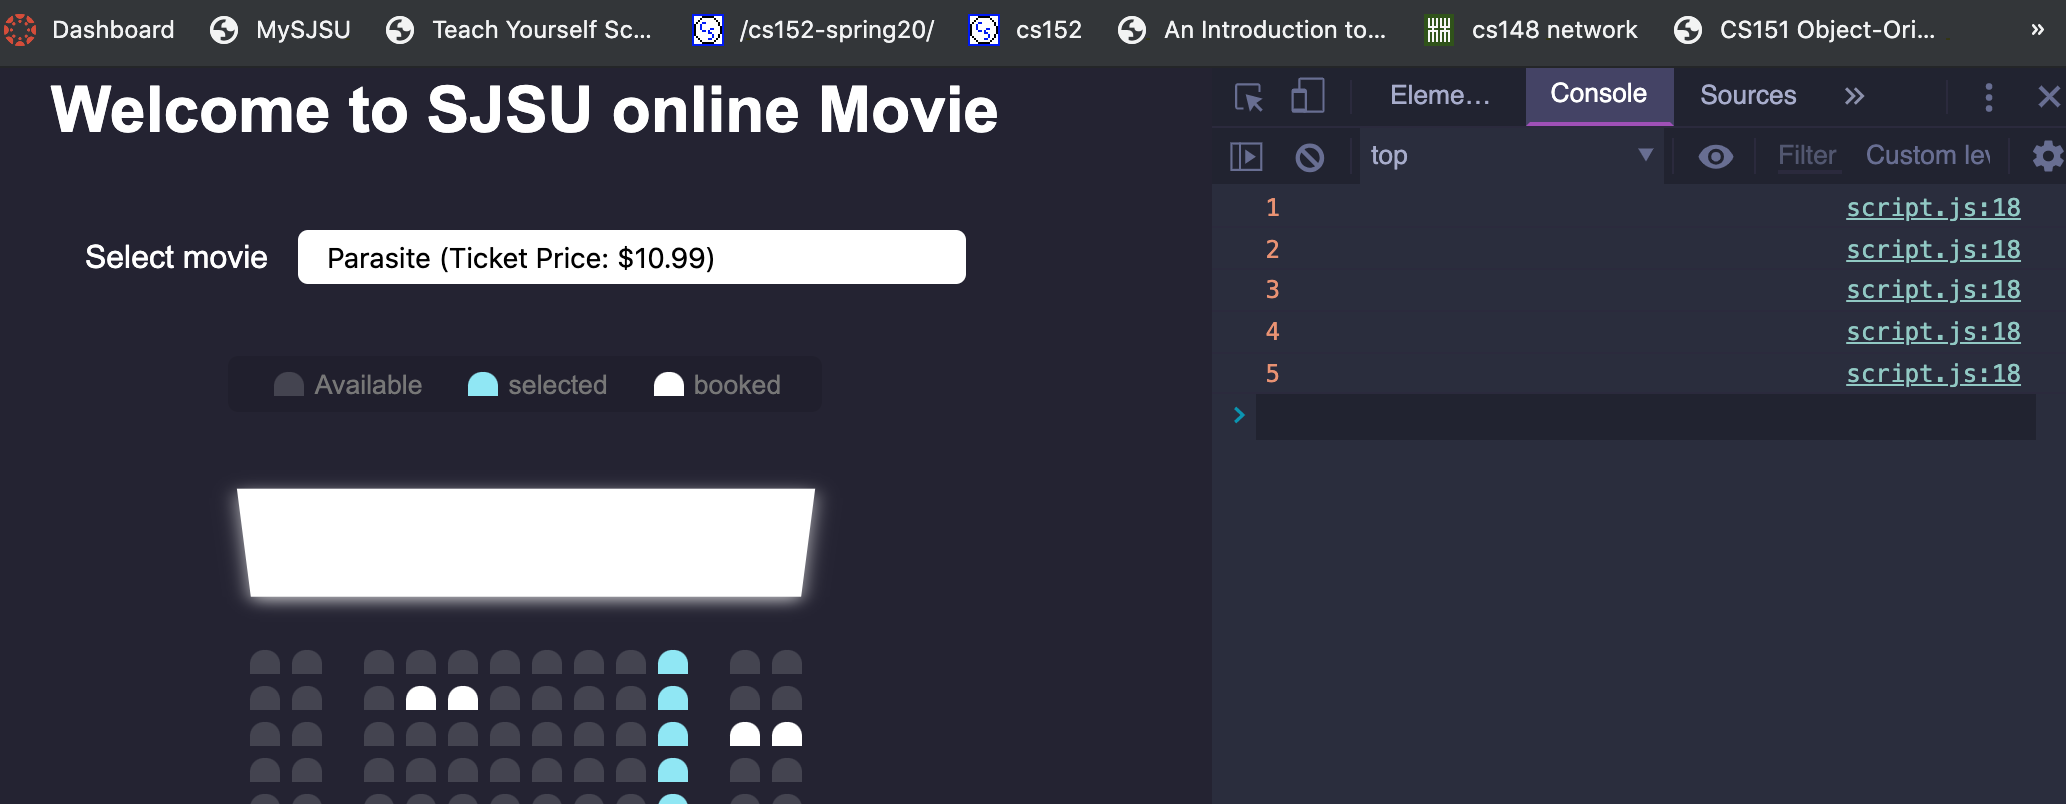 Dashboard MySJSU Teach Yourself Sc... /cs152-spring20/ cs152 An Introduction to... cs148 network CS151 Object-Ori... »
Welcome to SJSU online Movie
Select movie Parasite (Ticket Price: $10.99)
Available selected booked
Eleme... Console Sources
top Filter Custom lev
1 script.js:18
2 script.js:18
3 script.js:18
4 script.js:18
5 script.js:18